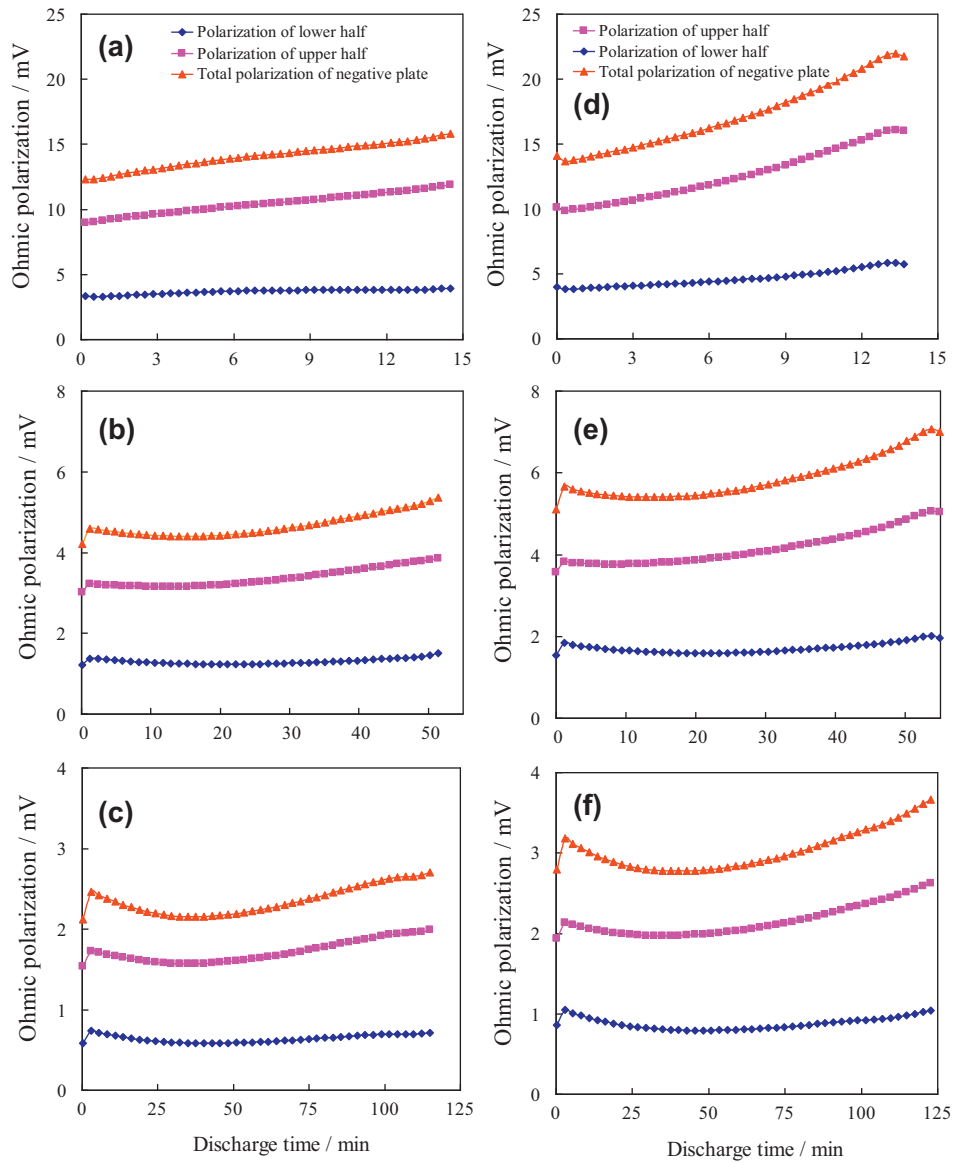 (a)
Polarization of lower half
Polarization of upper half
Total polarization of negative plate
Ohmic polarization / mV
25
20
15
10
5
0
0 3 6 9 12 15
(d)
Polarization of upper half
Polarization of lower half
Total polarization of negative plate
Ohmic polarization / mV
25
20
15
10
5
0
0 3 6 9 12 15
(b)
Ohmic polarization / mV
8
6
4
2
0
0 10 20 30 40 50
(e)
Ohmic polarization / mV
8
6
4
2
0
0 10 20 30 40 50
(c)
Ohmic polarization / mV
4
3
2
1
0
0 25 50 75 100 125
Discharge time / min
(f)
Ohmic polarization / mV
4
3
2
1
0
0 25 50 75 100 125
Discharge time / min